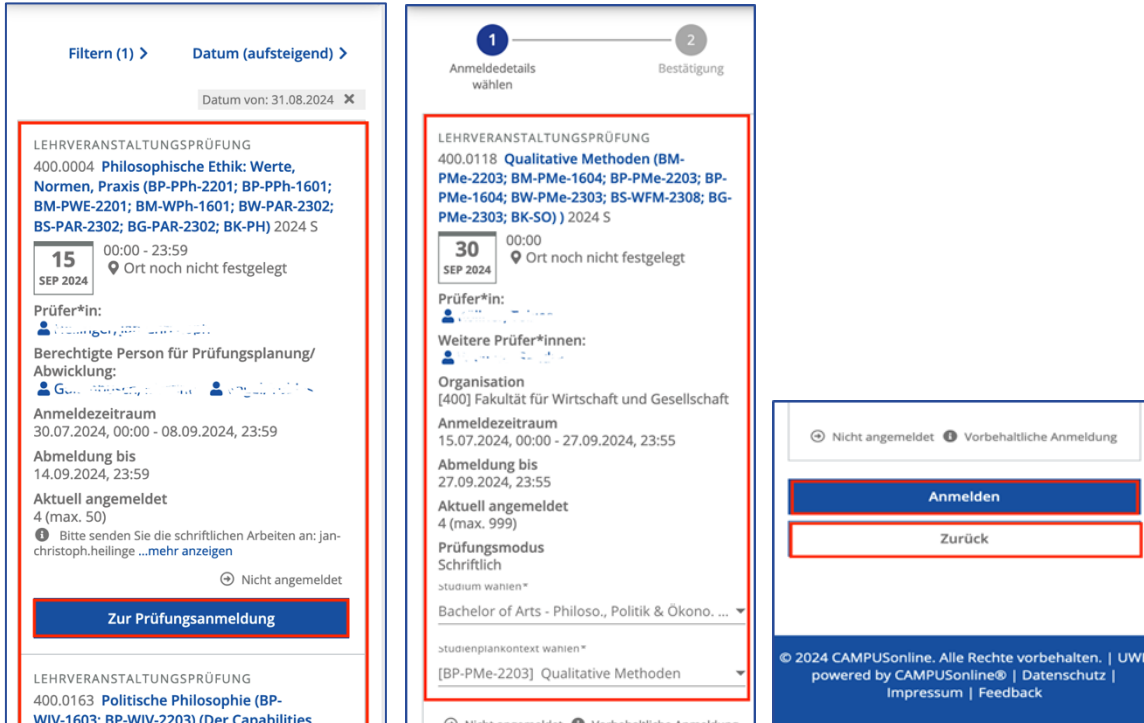 Filtern (1)
Datum (aufsteigend)
Datum von: 31.08.2024 ✕
LEHRVERANSTALTUNGSPRÜFUNG
400.0004 Philosophische Ethik: Werte,
Normen, Praxis (BP-PPh-2201; BP-PPh-1601;
BM-PWE-2201; BM-WPh-1601; BW-PAR-2302;
BS-PAR-2302; BG-PAR-2302; BK-PH) 2024 S
15
SEP 2024
00:00 - 23:59
Ort noch nicht festgelegt
Prüfer*in:
Berechtigte Person für Prüfungsplanung/
Abwicklung:
Anmeldezeitraum
30.07.2024, 00:00 - 08.09.2024, 23:59
Abmeldung bis
14.09.2024, 23:59
Aktuell angemeldet
4 (max. 50)
Bitte senden Sie die schriftlichen Arbeiten an: jan-
christoph.heilinge ...mehr anzeigen
Nicht angemeldet
Zur Prüfungsanmeldung
LEHRVERANSTALTUNGSPRÜFUNG
400.0163 Politische Philosophie (BP-
WIV-1603; BP-WIV-2203) (Der Capabilities
1
2
Anmeldedetails
wählen
Bestätigung
LEHRVERANSTALTUNGSPRÜFUNG
400.0118 Qualitative Methoden (BM-
PMe-2203; BM-PMe-1604; BP-PMe-2203; BP-
PMe-1604; BW-PMe-2303; BS-WFM-2308; BG-
PMe-2303; BK-SO) ) 2024 S
30
SEP 2024
00:00
Ort noch nicht festgelegt
Prüfer*in:
Weitere Prüfer*innen:
Organisation
[400] Fakultät für Wirtschaft und Gesellschaft
Anmeldezeitraum
15.07.2024, 00:00 - 27.09.2024, 23:55
Abmeldung bis
27.09.2024, 23:55
Aktuell angemeldet
4 (max. 999)
Prüfungsmodus
Schriftlich
Studium wählen*
Bachelor of Arts - Philoso., Politik & Ökono. ...
Studienplankontext wählen*
[BP-PMe-2203] Qualitative Methoden
Nicht angemeldet Vorbehaltliche Anmeldung
Nicht angemeldet Vorbehaltliche Anmeldung
Anmelden
Zurück
© 2024 CAMPUSonline. Alle Rechte vorbehalten. |
powered by CAMPUSonline® | Datenschutz |
Impressum | Feedback